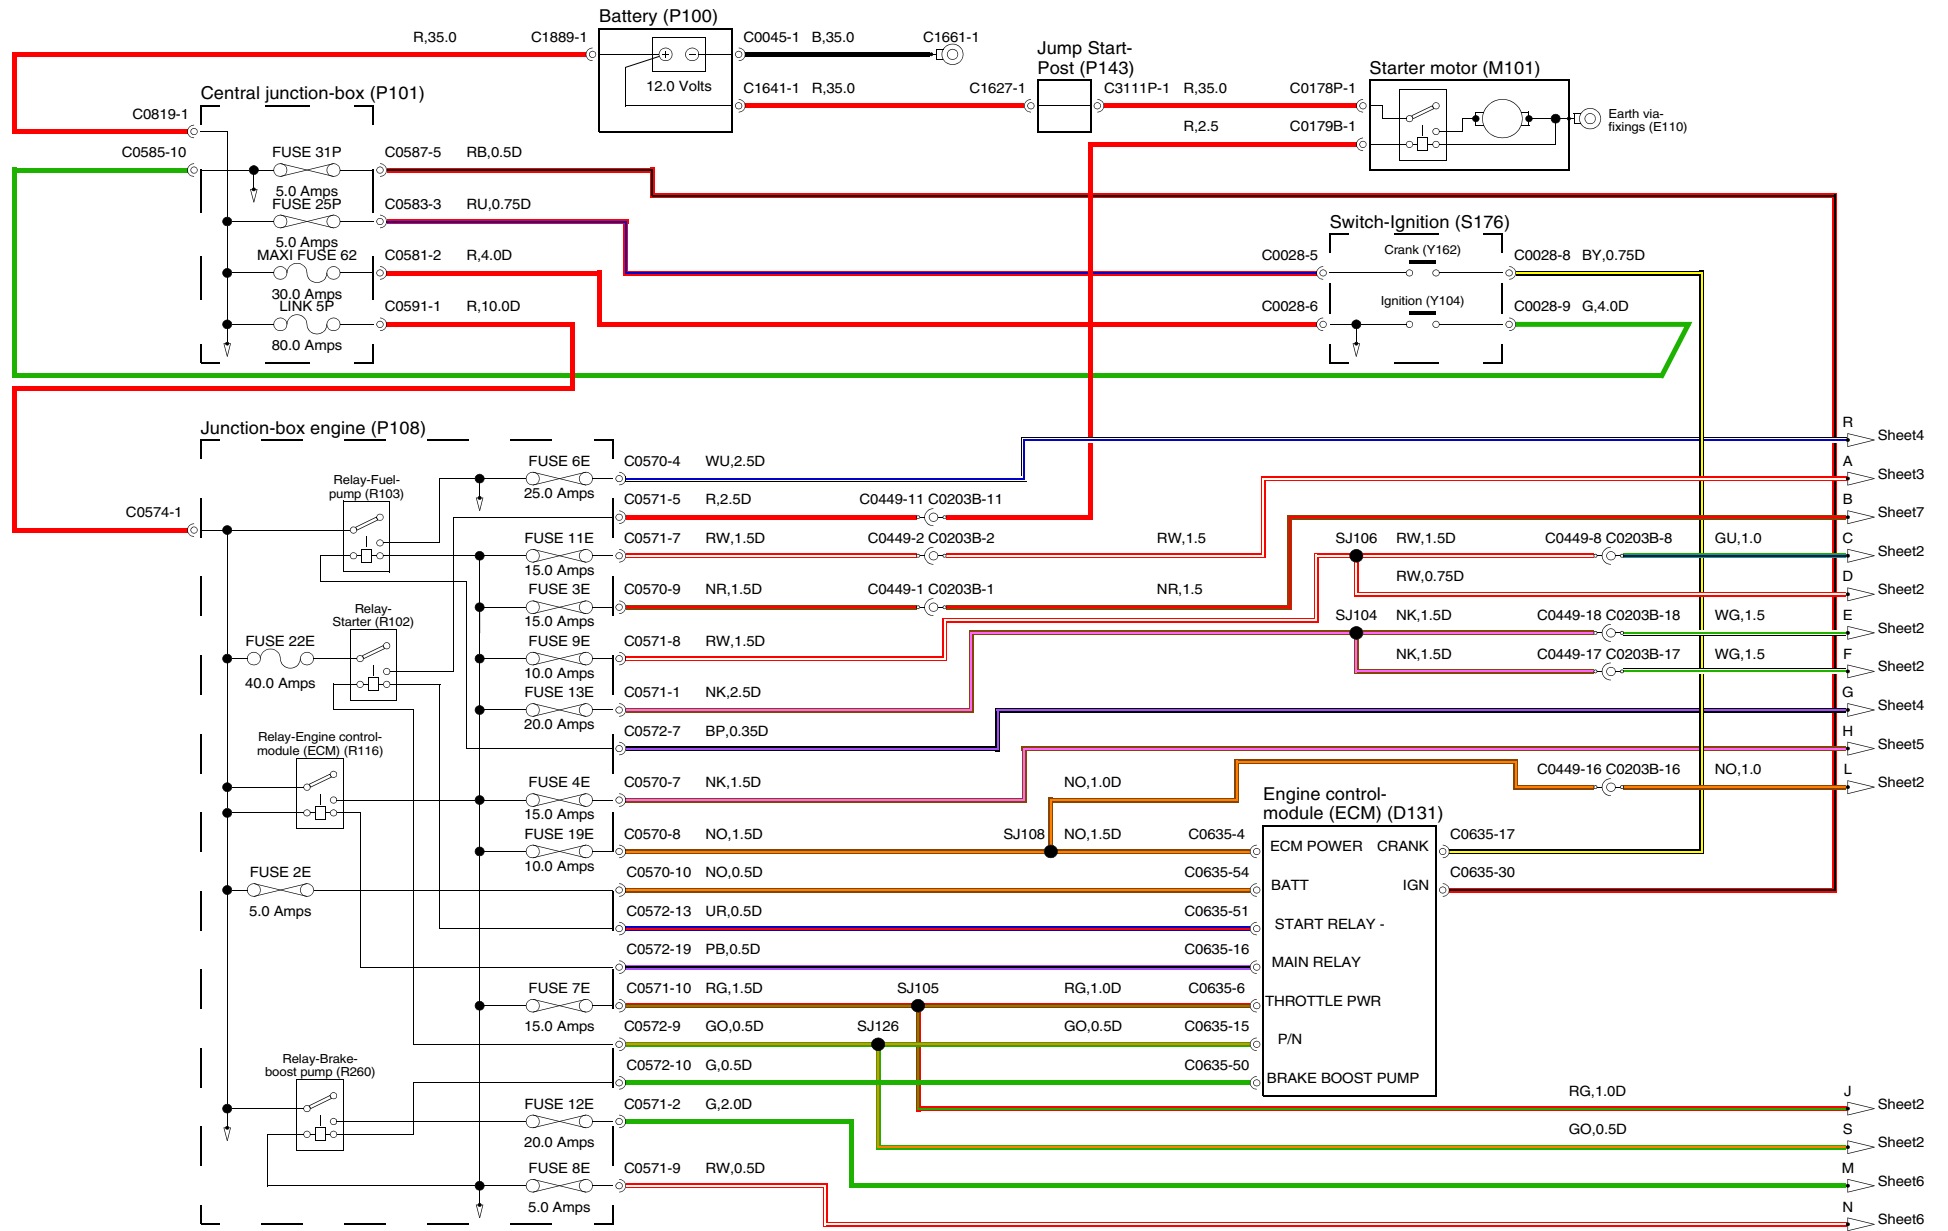 Battery (P100)
R,35.0
C1889-1
C0045-1 B,35.0
C1661-1
12.0 Volts
C1641-1 R,35.0
C1627-1
Jump Start-
Post (P143)
C3111P-1 R,35.0
C0178P-1
Starter motor (M101)
R,2.5
C0179B-1
Earth via-
fixings (E110)
Central junction-box (P101)
C0819-1
C0585-10
FUSE 31P
5.0 Amps
C0587-5 RB,0.5D
FUSE 25P
5.0 Amps
C0583-3 RU,0.75D
MAXI FUSE 62
30.0 Amps
C0581-2 R,4.0D
LINK 5P
80.0 Amps
C0591-1 R,10.0D
Switch-Ignition (S176)
C0028-5
Crank (Y162)
C0028-8 BY,0.75D
C0028-6
Ignition (Y104)
C0028-9 G,4.0D
Junction-box engine (P108)
C0574-1
Relay-Fuel-
pump (R103)
FUSE 6E
25.0 Amps
C0570-4 WU,2.5D
R
Sheet4
C0571-5 R,2.5D
C0449-11 C0203B-11
A
Sheet3
FUSE 11E
15.0 Amps
C0571-7 RW,1.5D
C0449-2 C0203B-2
RW,1.5
B
Sheet7
FUSE 3E
15.0 Amps
C0570-9 NR,1.5D
C0449-1 C0203B-1
NR,1.5
SJ106
RW,1.5D
C0449-8 C0203B-8
GU,1.0
C
Sheet2
RW,0.75D
D
Sheet2
Relay-
Starter (R102)
FUSE 22E
40.0 Amps
FUSE 9E
10.0 Amps
C0571-8 RW,1.5D
SJ104
NK,1.5D
C0449-18 C0203B-18
WG,1.5
E
Sheet2
NK,1.5D
C0449-17 C0203B-17
WG,1.5
F
Sheet2
FUSE 13E
20.0 Amps
C0571-1 NK,2.5D
G
Sheet4
C0572-7 BP,0.35D
H
Sheet5
Relay-Engine control-
module (ECM) (R116)
FUSE 4E
15.0 Amps
C0570-7 NK,1.5D
NO,1.0D
C0449-16 C0203B-16
NO,1.0
L
Sheet2
Engine control-
module (ECM) (D131)
FUSE 19E
10.0 Amps
C0570-8 NO,1.5D
SJ108
NO,1.5D
C0635-4
ECM POWER
CRANK
C0635-17
FUSE 2E
5.0 Amps
C0570-10 NO,0.5D
C0635-54
BATT
IGN
C0635-30
C0572-13 UR,0.5D
C0635-51
START RELAY -
C0572-19 PB,0.5D
C0635-16
MAIN RELAY
FUSE 7E
15.0 Amps
C0571-10 RG,1.5D
SJ105
RG,1.0D
C0635-6
THROTTLE PWR
C0572-9 GO,0.5D
SJ126
GO,0.5D
C0635-15
P/N
C0572-10 G,0.5D
C0635-50
BRAKE BOOST PUMP
Relay-Brake-
boost pump (R260)
FUSE 12E
20.0 Amps
C0571-2 G,2.0D
RG,1.0D
J
Sheet2
GO,0.5D
S
Sheet2
FUSE 8E
5.0 Amps
C0571-9 RW,0.5D
M
Sheet6
N
Sheet6